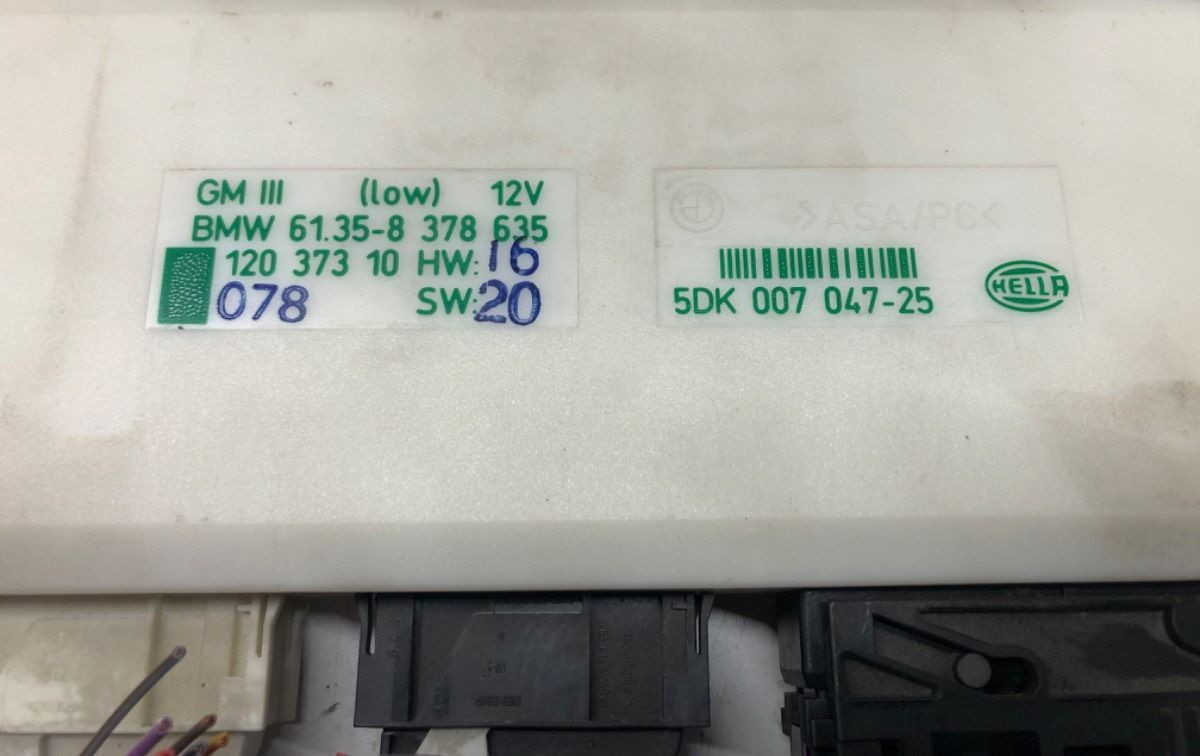 GM III (low) 12V
BMW 61.35-8 378 635
120 373 10 HW: 16
078 SW: 20
>ASA/PC<
5DK 007 047-25
HELLA